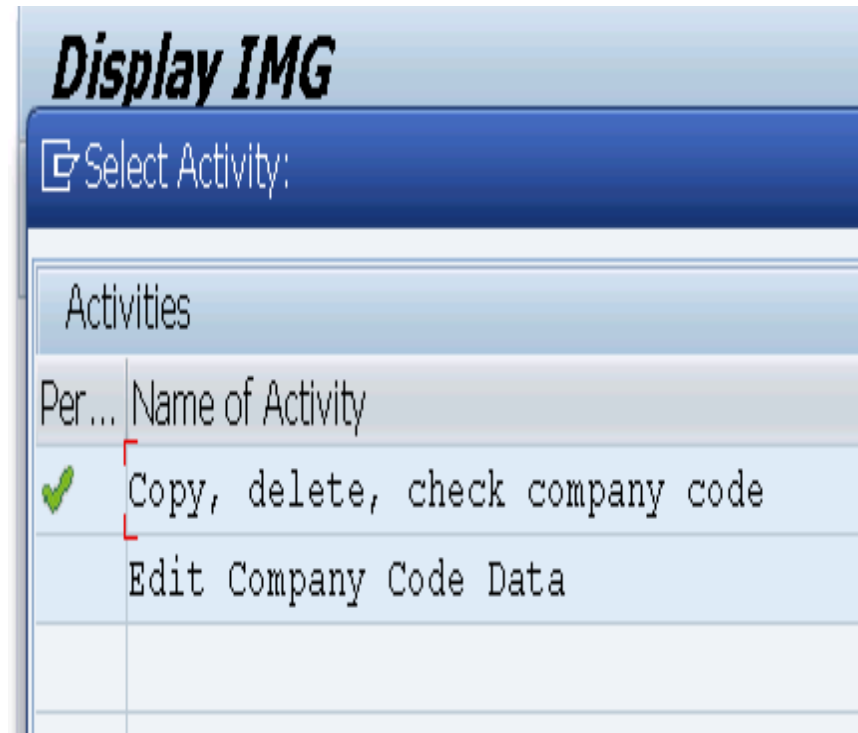 Display IMG
Select Activity:
Activities
Per... Name of Activity
Copy, delete, check company code
Edit Company Code Data